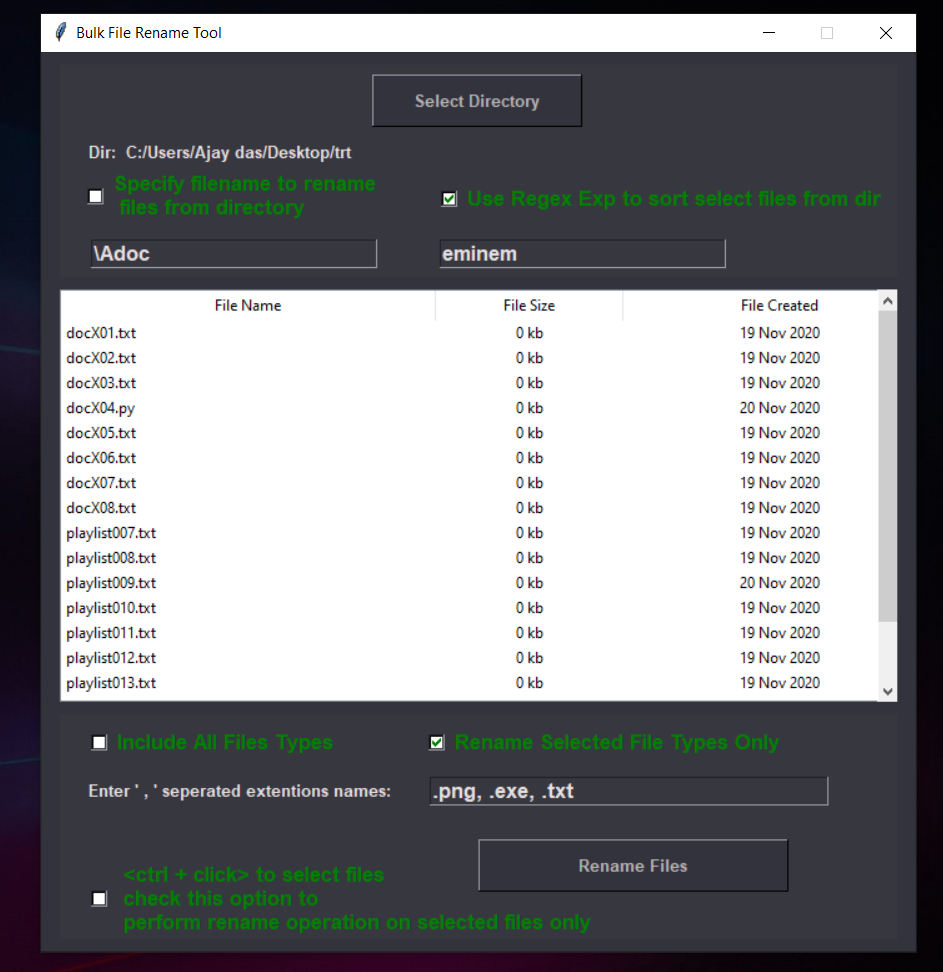 Bulk File Rename Tool
Select Directory
Dir:  C:/Users/Ajay das/Desktop/trt
Specify filename to rename
files from directory
Use Regex Exp to sort select files from dir
\Adoc
eminem
File Name File Size File Created
docX01.txt 0 kb 19 Nov 2020
docX02.txt 0 kb 19 Nov 2020
docX03.txt 0 kb 19 Nov 2020
docX04.py 0 kb 20 Nov 2020
docX05.txt 0 kb 19 Nov 2020
docX06.txt 0 kb 19 Nov 2020
docX07.txt 0 kb 19 Nov 2020
docX08.txt 0 kb 19 Nov 2020
playlist007.txt 0 kb 19 Nov 2020
playlist008.txt 0 kb 19 Nov 2020
playlist009.txt 0 kb 20 Nov 2020
playlist010.txt 0 kb 19 Nov 2020
playlist011.txt 0 kb 19 Nov 2020
playlist012.txt 0 kb 19 Nov 2020
playlist013.txt 0 kb 19 Nov 2020
Include All Files Types
Rename Selected File Types Only
Enter ' , ' seperated extentions names:
.png, .exe, .txt
Rename Files
<ctrl + click> to select files
check this option to
perform rename operation on selected files only